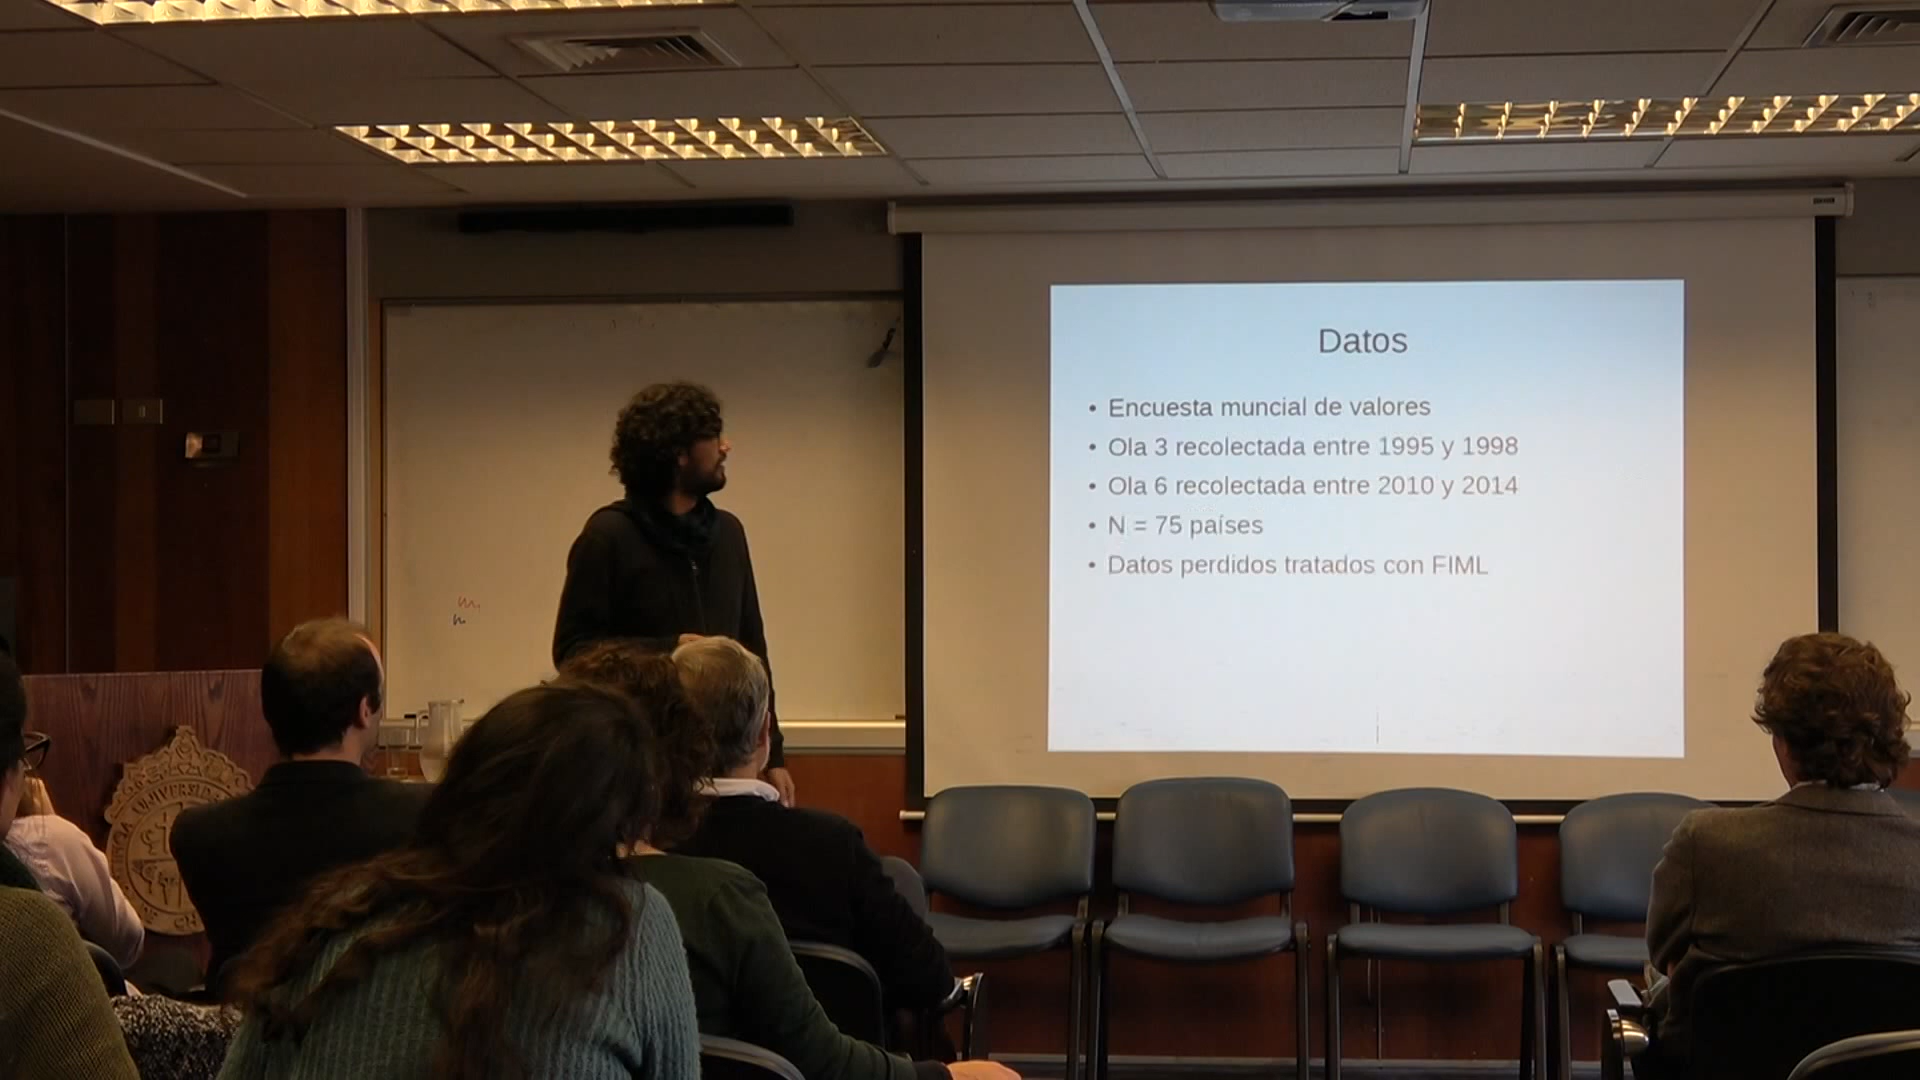 Datos
• Encuesta muncial de valores
• Ola 3 recolectada entre 1995 y 1998
• Ola 6 recolectada entre 2010 y 2014
• N = 75 países
• Datos perdidos tratados con FIML